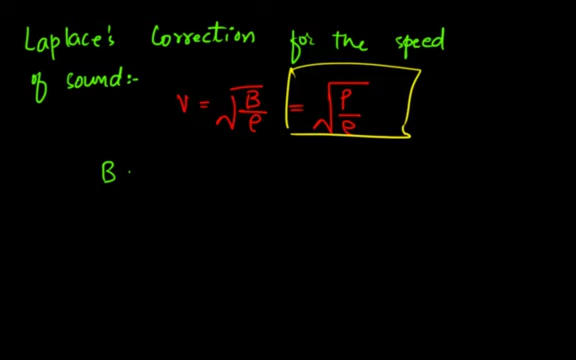 Laplace's Correction for the speed
of sound:-
V = √(B/ρ) = √(P/ρ)
B